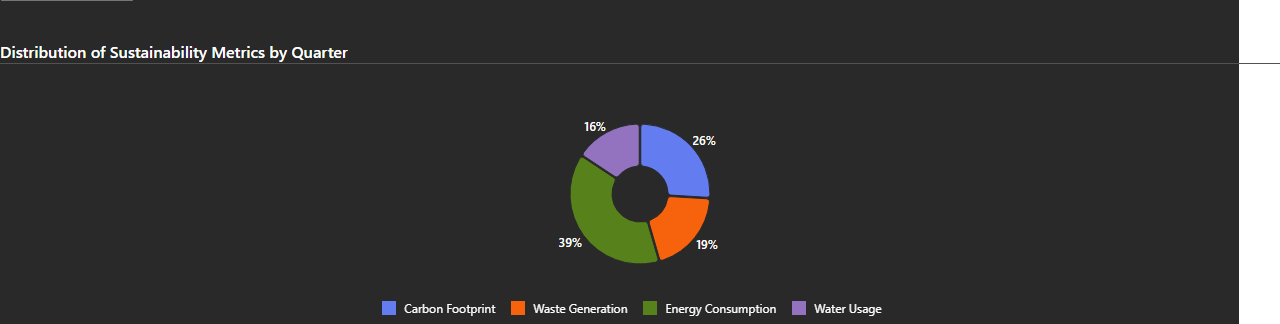 Distribution of Sustainability Metrics by Quarter
16%
26%
39%
19%
Carbon Footprint Waste Generation Energy Consumption Water Usage